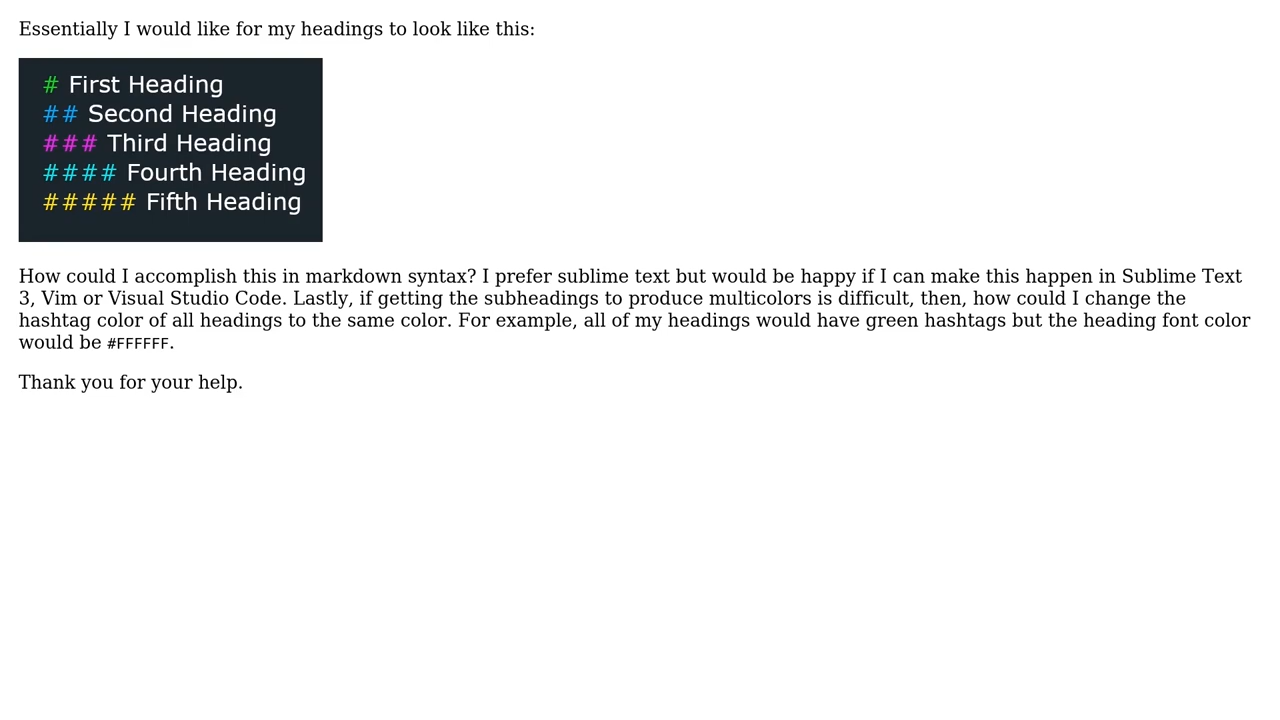 Essentially I would like for my headings to look like this:
# First Heading
## Second Heading
### Third Heading
#### Fourth Heading
##### Fifth Heading
How could I accomplish this in markdown syntax? I prefer sublime text but would be happy if I can make this happen in Sublime Text
3, Vim or Visual Studio Code. Lastly, if getting the subheadings to produce multicolors is difficult, then, how could I change the
hashtag color of all headings to the same color. For example, all of my headings would have green hashtags but the heading font color
would be #FFFFFF.
Thank you for your help.